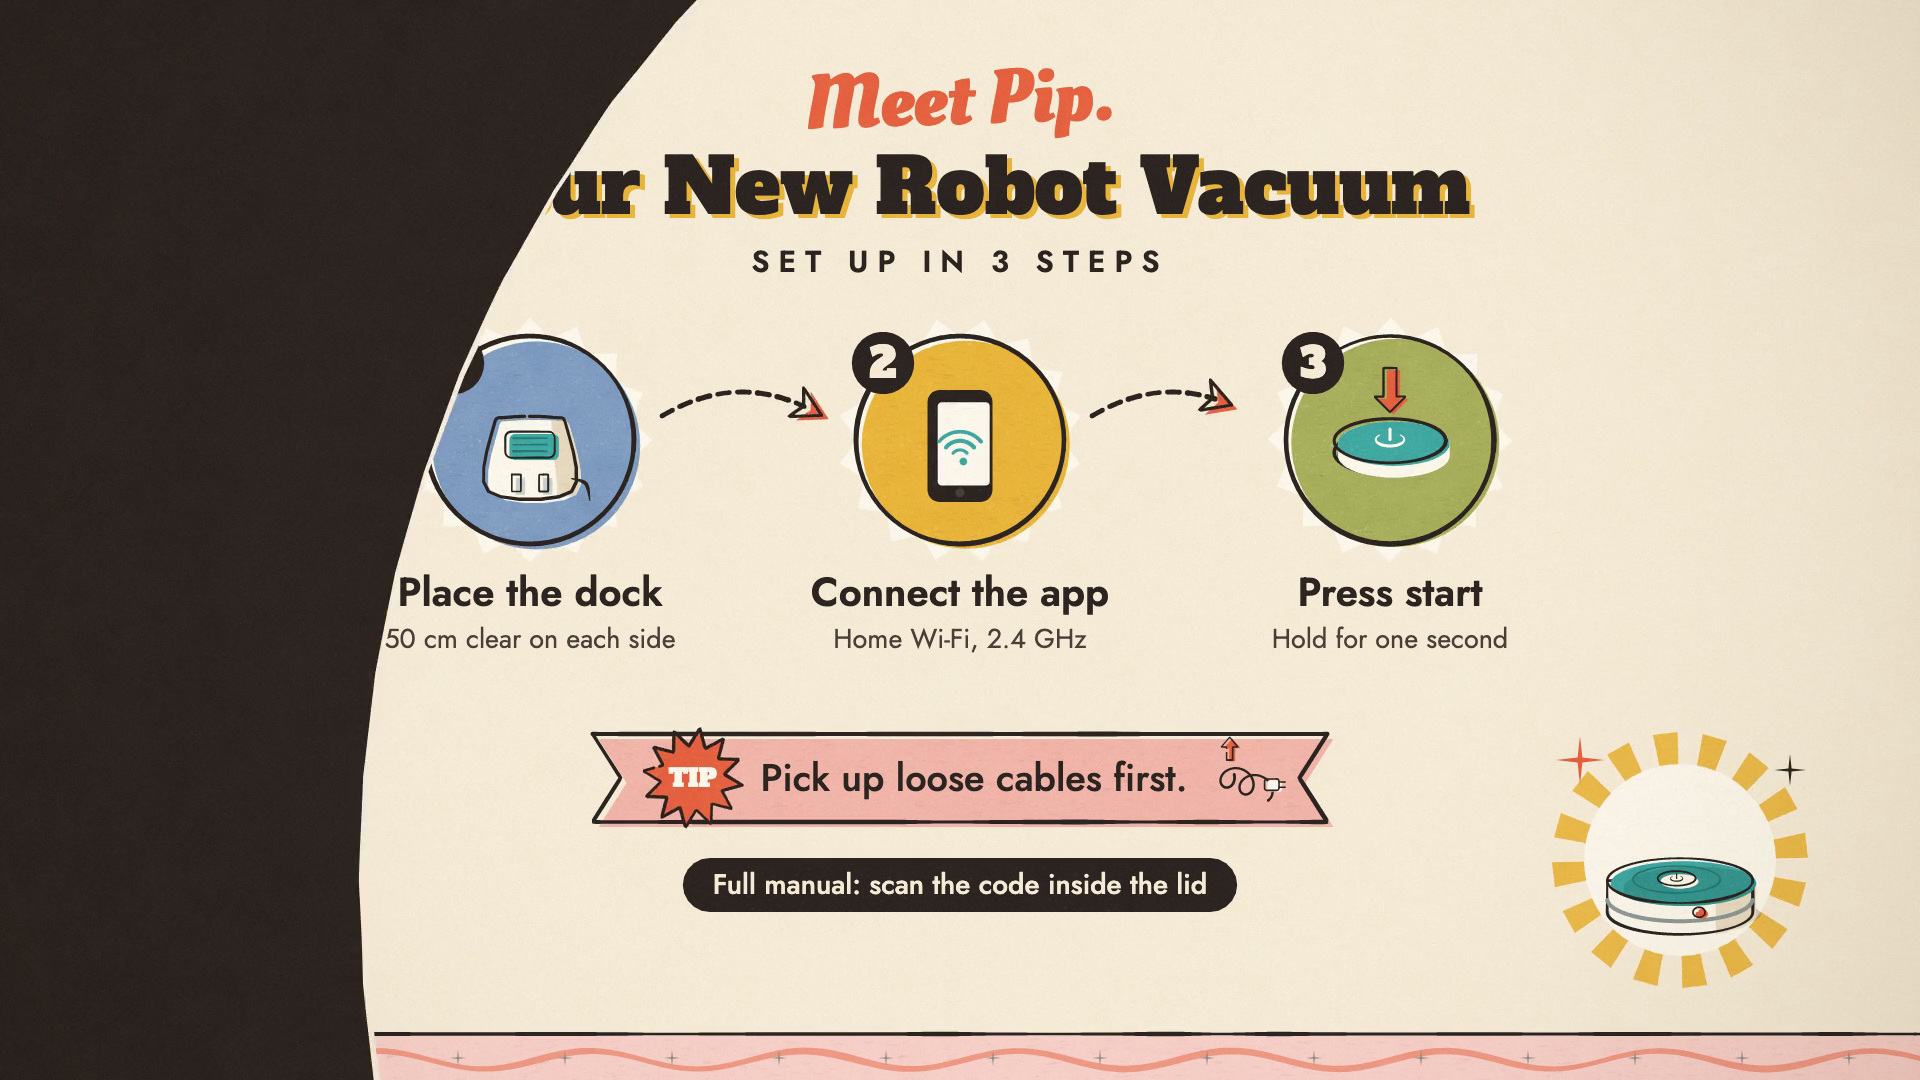 Meet Pip.
ur New Robot Vacuum
SET UP IN 3 STEPS
2
3
Place the dock
50 cm clear on each side
Connect the app
Home Wi-Fi, 2.4 GHz
Press start
Hold for one second
TIP
Pick up loose cables first.
Full manual: scan the code inside the lid